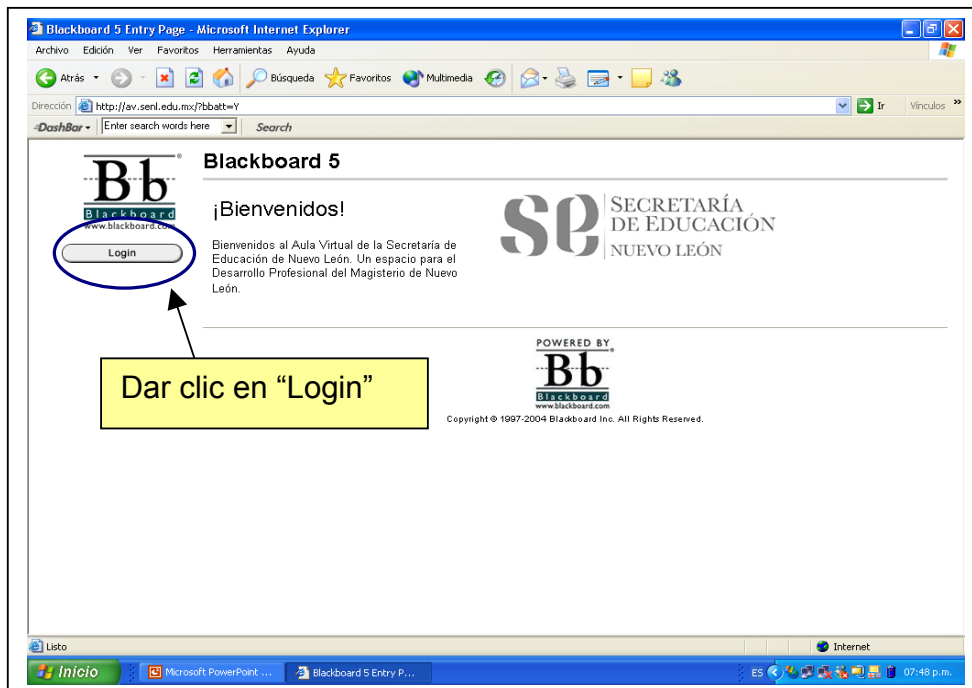 Blackboard 5 Entry Page - Microsoft Internet Explorer
Archivo Edición Ver Favoritos Herramientas Ayuda
Atrás Búsqueda Favoritos Multimedia
Dirección http://av.senl.edu.mx/?bbatt=Y Ir Vínculos »
DashBar Enter search words here Search
Bb®
Blackboard
www.blackboard.com
Login
Blackboard 5
¡Bienvenidos!
Bienvenidos al Aula Virtual de la Secretaría de
Educación de Nuevo León. Un espacio para el
Desarrollo Profesional del Magisterio de Nuevo
León.
se
SECRETARÍA
DE EDUCACIÓN
NUEVO LEÓN
Dar clic en “Login”
POWERED BY
Bb®
Blackboard
www.blackboard.com
Copyright © 1997-2004 Blackboard Inc. All Rights Reserved.
Listo Internet
Inicio Microsoft PowerPoint ... Blackboard 5 Entry P... ES 07:48 p.m.